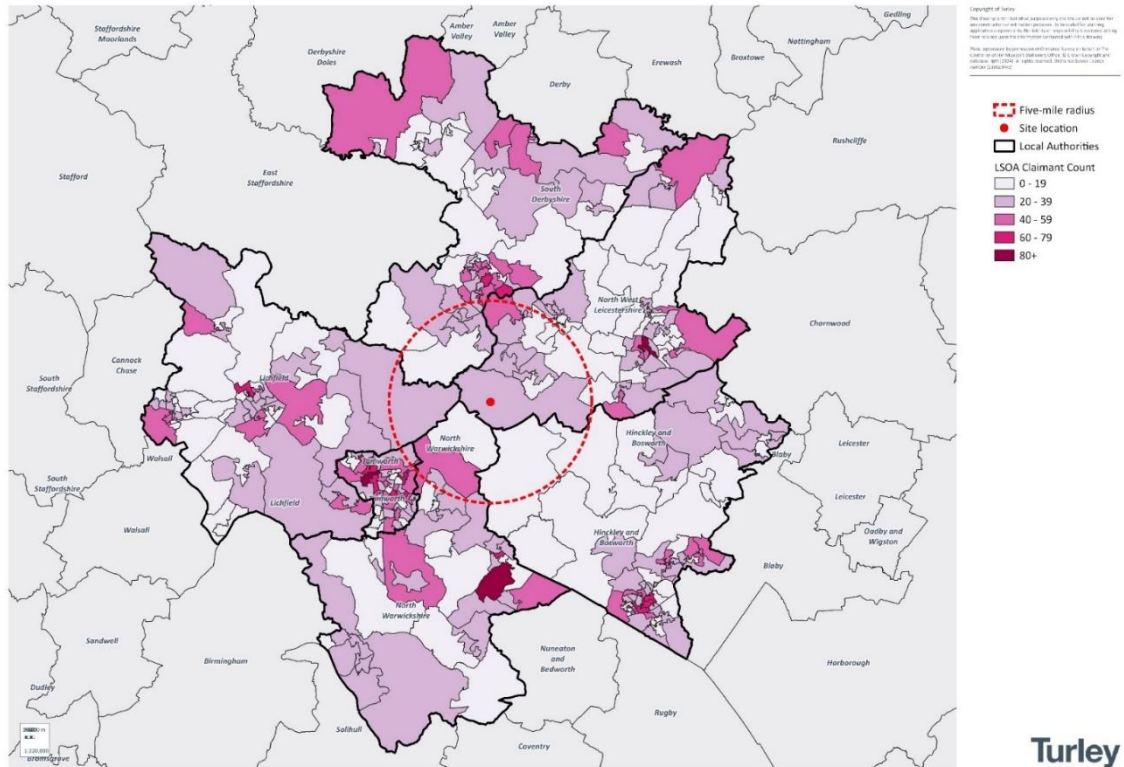 Staffordshire
Moorlands
Derbyshire
Dales
Amber
Valley
Amber
Valley
Gedling
Nottingham
Broxtowe
Erewash
Derby
Rushcliffe
Stafford
East
Staffordshire
South
Derbyshire
North West
Leicestershire
Charnwood
Cannock
Chase
South
Staffordshire
Lichfield
Walsall
North
Warwickshire
Hinckley and
Bosworth
Blaby
Leicester
South
Staffordshire
Tamworth
Tamworth
Lichfield
Leicester
Walsall
Hinckley and
Bosworth
Oadby and
Wigston
Blaby
North
Warwickshire
Sandwell
Birmingham
Nuneaton
and
Bedworth
Harborough
Dudley
Solihull
Rugby
Coventry
Bromsgrove
Copyright of Turley
Five-mile radius
Site location
Local Authorities
LSOA Claimant Count
0 - 19
20 - 39
40 - 59
60 - 79
80+
Turley